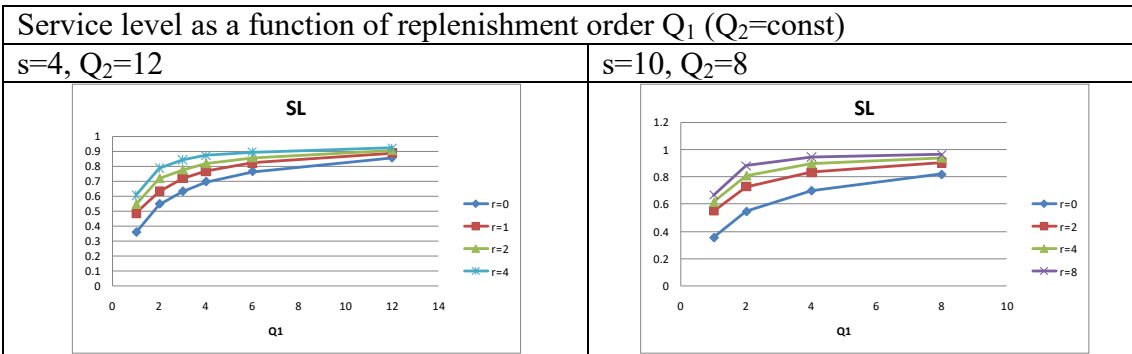 Service level as a function of replenishment order Q₁ (Q₂=const)
s=4, Q₂=12
s=10, Q₂=8
SL
1
0.9
0.8
0.7
0.6
0.5
0.4
0.3
0.2
0.1
0
0 2 4 6 8 10 12 14
Q1
r=0
r=1
r=2
r=4
SL
1.2
1
0.8
0.6
0.4
0.2
0
0 2 4 6 8 10
Q1
r=0
r=2
r=4
r=8